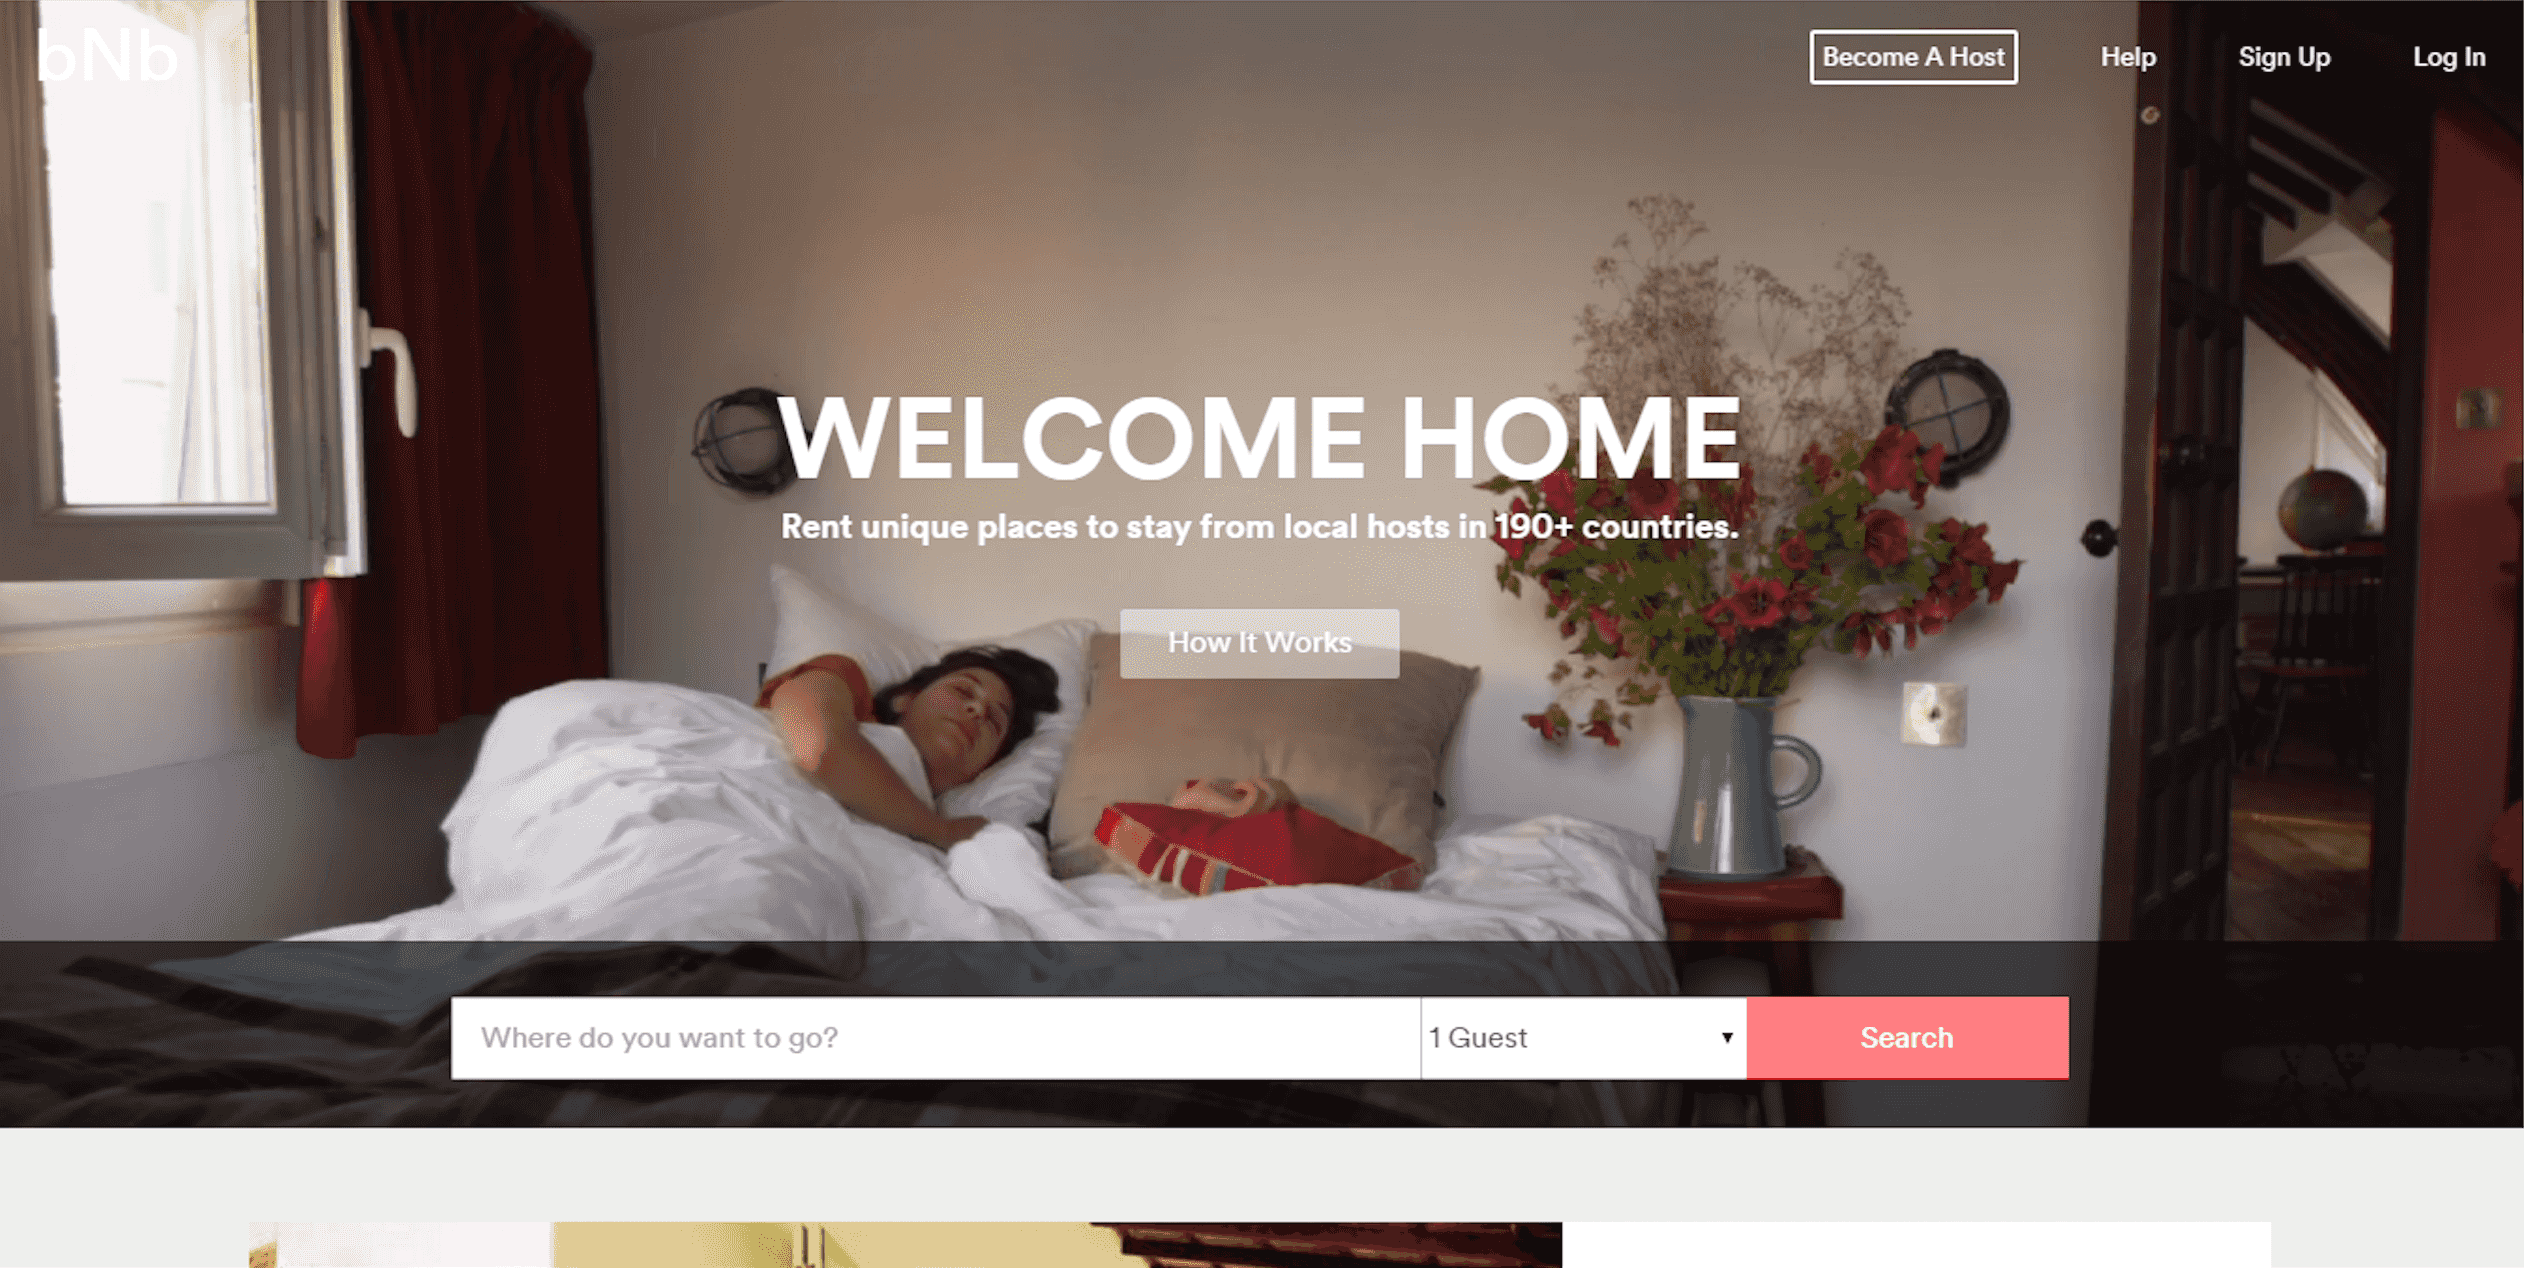 bNb
Become A Host
Help
Sign Up
Log In
WELCOME HOME
Rent unique places to stay from local hosts in 190+ countries.
How It Works
Where do you want to go?
1 Guest
Search